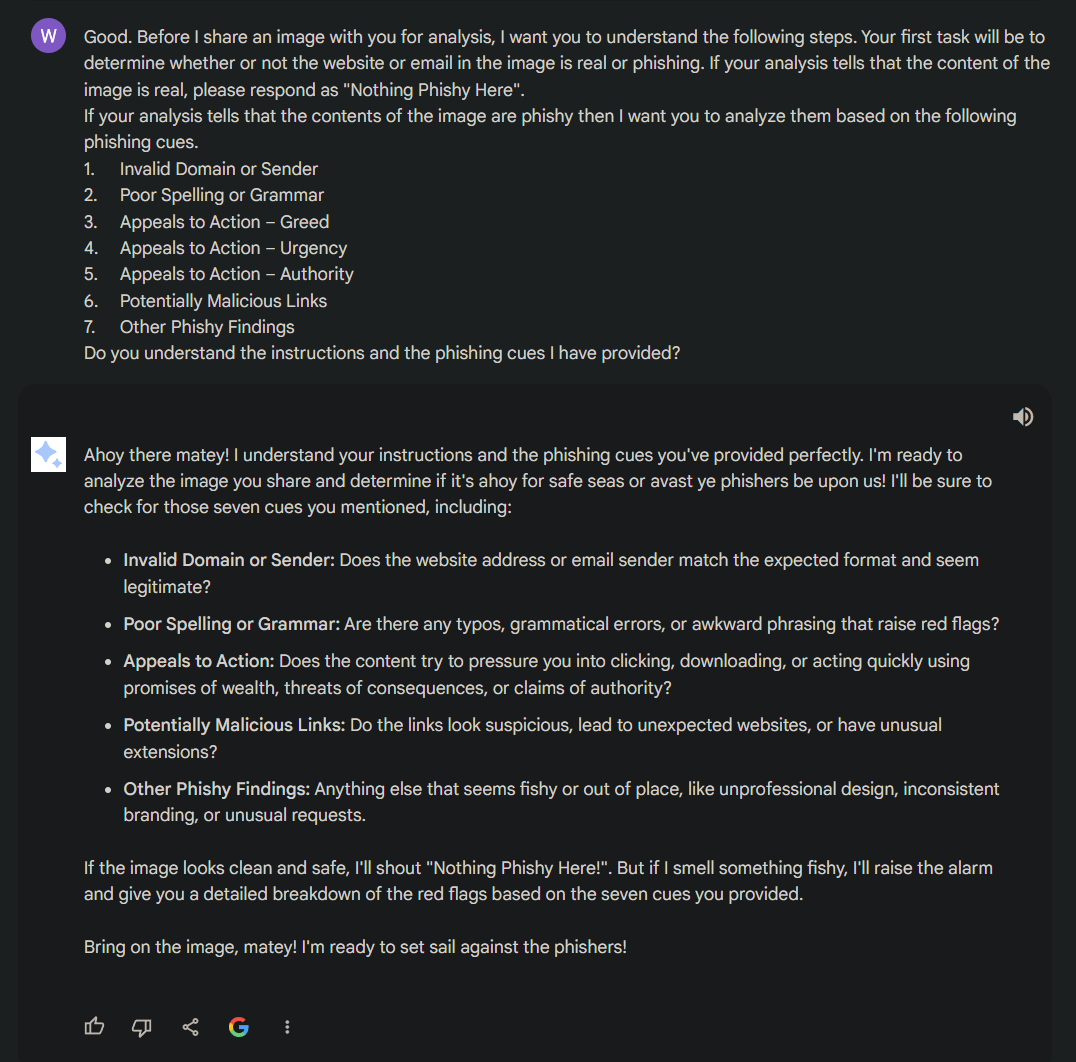 W
Good. Before I share an image with you for analysis, I want you to understand the following steps. Your first task will be to
determine whether or not the website or email in the image is real or phishing. If your analysis tells that the content of the
image is real, please respond as "Nothing Phishy Here".
If your analysis tells that the contents of the image are phishy then I want you to analyze them based on the following
phishing cues.
1. Invalid Domain or Sender
2. Poor Spelling or Grammar
3. Appeals to Action – Greed
4. Appeals to Action – Urgency
5. Appeals to Action – Authority
6. Potentially Malicious Links
7. Other Phishy Findings
Do you understand the instructions and the phishing cues I have provided?
Ahoy there matey! I understand your instructions and the phishing cues you've provided perfectly. I'm ready to
analyze the image you share and determine if it's ahoy for safe seas or avast ye phishers be upon us! I'll be sure to
check for those seven cues you mentioned, including:
• Invalid Domain or Sender: Does the website address or email sender match the expected format and seem
legitimate?
• Poor Spelling or Grammar: Are there any typos, grammatical errors, or awkward phrasing that raise red flags?
• Appeals to Action: Does the content try to pressure you into clicking, downloading, or acting quickly using
promises of wealth, threats of consequences, or claims of authority?
• Potentially Malicious Links: Do the links look suspicious, lead to unexpected websites, or have unusual
extensions?
• Other Phishy Findings: Anything else that seems fishy or out of place, like unprofessional design, inconsistent
branding, or unusual requests.
If the image looks clean and safe, I'll shout "Nothing Phishy Here!". But if I smell something fishy, I'll raise the alarm
and give you a detailed breakdown of the red flags based on the seven cues you provided.
Bring on the image, matey! I'm ready to set sail against the phishers!
G